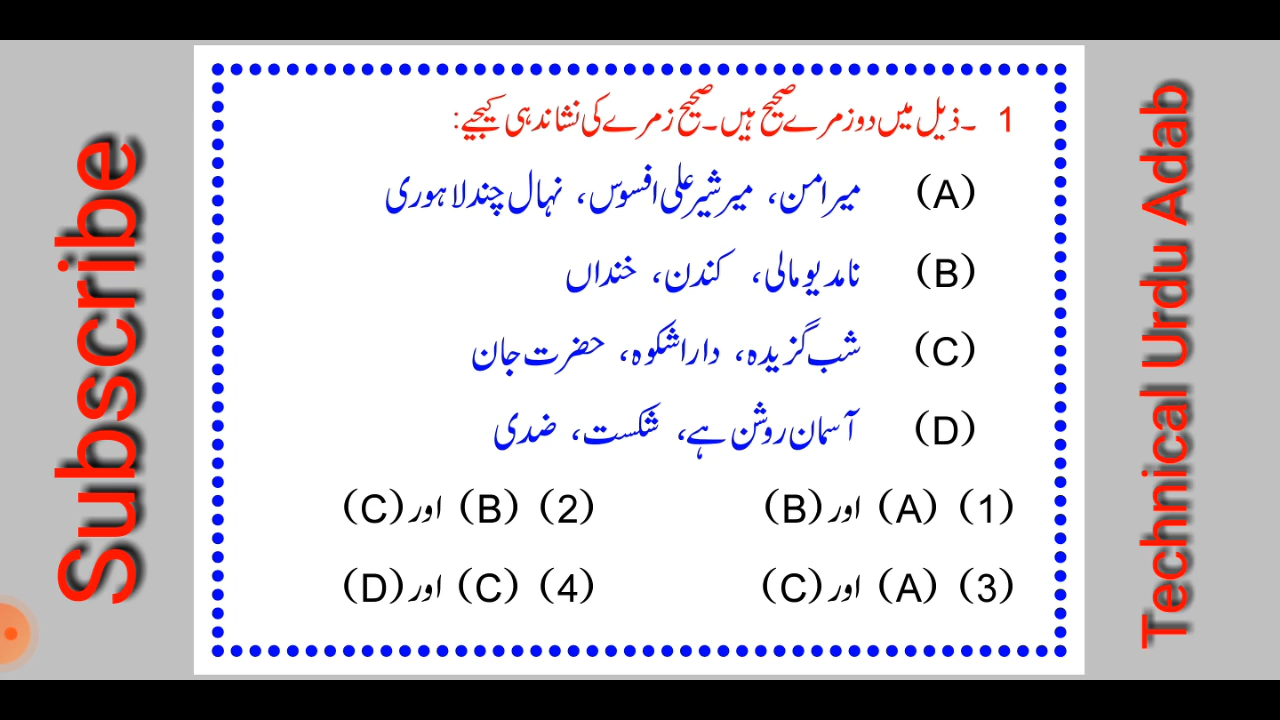 Subscribe
1 ۔ذیل میں دو زمرے صحیح ہیں۔صحیح زمرے کی نشاندہی کیجیے:
(A) میرامن، میر شیر علی افسوس، نہال چند لاہوری
(B) نامدیو مالی، کندن، خنداں
(C) شب گزیدہ، داراشکوہ، حضرت جان
(D) آسمان روشن ہے، شکست، ضدی
(1) (A) اور (B) (2) (B) اور (C)
(3) (A) اور (C) (4) (C) اور (D)
Technical Urdu Adab